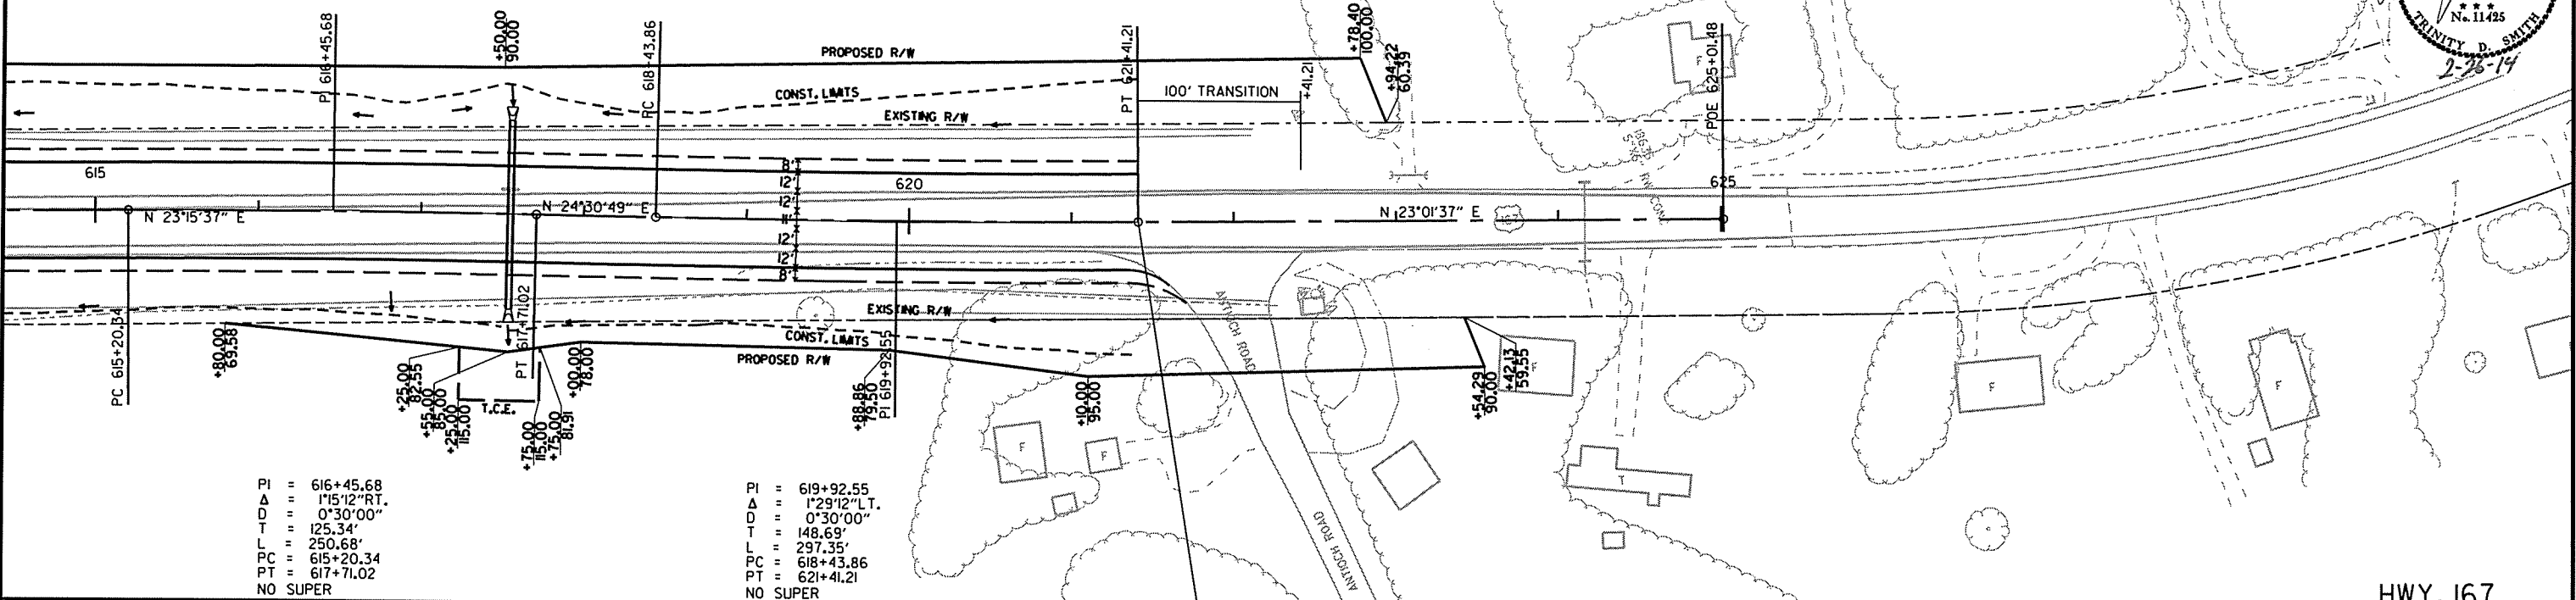 PI 616+45.68
+50.00
90.00
PC 618+43.86
PROPOSED R/W
PT 621+41.21
+78.40
100.00
+94.22
60.39
POE 625+01.48
No. 11425
TRINITY D. SMITH
2-26-14
CONST. LIMITS
100' TRANSITION
+41.21
EXISTING R/W
615
8'
12'
12'
11'
12'
12'
8'
620
625
N 23°15'37" E
N 24°30'49" E
N 23°01'37" E
167
PC 615+20.34
+80.00
69.58
PT 617+71.02
EXISTING R/W
CONST. LIMITS
PROPOSED R/W
ANTIOCH ROAD
+25.00
82.55
+55.00
85.00
+25.00
115.00
T.C.E.
+75.00
115.00
+75.00
81.91
+00.00
78.00
+88.86
79.50
PI 619+92.55
+10.00
95.00
+54.29
90.00
+42.13
59.55
F
F
F
F
F
T
ANTIOCH ROAD
PI = 616+45.68
Δ = 1°15'12"RT.
D = 0°30'00"
T = 125.34'
L = 250.68'
PC = 615+20.34
PT = 617+71.02
NO SUPER
PI = 619+92.55
Δ = 1°29'12"LT.
D = 0°30'00"
T = 148.69'
L = 297.35'
PC = 618+43.86
PT = 621+41.21
NO SUPER
HWY. 167